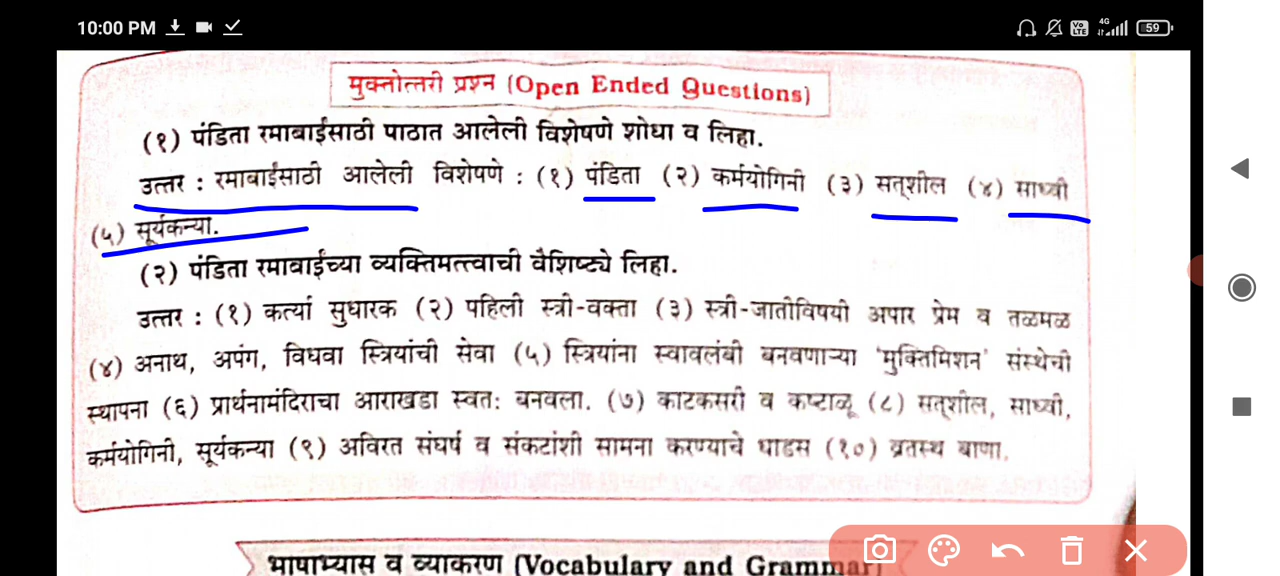 10:00 PM 4G 59
मुक्तोत्तरी प्रश्न (Open Ended Questions)
(१) पंडिता रमाबाईंसाठी पाठात आलेली विशेषणे शोधा व लिहा.
उत्तर : रमाबाईंसाठी आलेली विशेषणे : (१) पंडिता (२) कर्मयोगिनी (३) सत्‌शील (४) साध्वी
(५) सूर्यकन्या.
(२) पंडिता रमाबाईंच्या व्यक्तिमत्त्वाची वैशिष्ट्ये लिहा.
उत्तर : (१) कर्त्या सुधारक (२) पहिली स्त्री-वक्ता (३) स्त्री-जातीविषयी अपार प्रेम व तळमळ
(४) अनाथ, अपंग, विधवा स्त्रियांची सेवा (५) स्त्रियांना स्वावलंबी बनवणाऱ्या 'मुक्तिमिशन' संस्थेची
स्थापना (६) प्रार्थनामंदिराचा आराखडा स्वतः बनवला. (७) काटकसरी व कष्टाळू (८) सत्‌शील, साध्वी,
कर्मयोगिनी, सूर्यकन्या (९) अविरत संघर्ष व संकटांशी सामना करण्याचे धाडस (१०) व्रतस्थ बाणा.
भाषाभ्यास व व्याकरण (Vocabulary and Grammar)